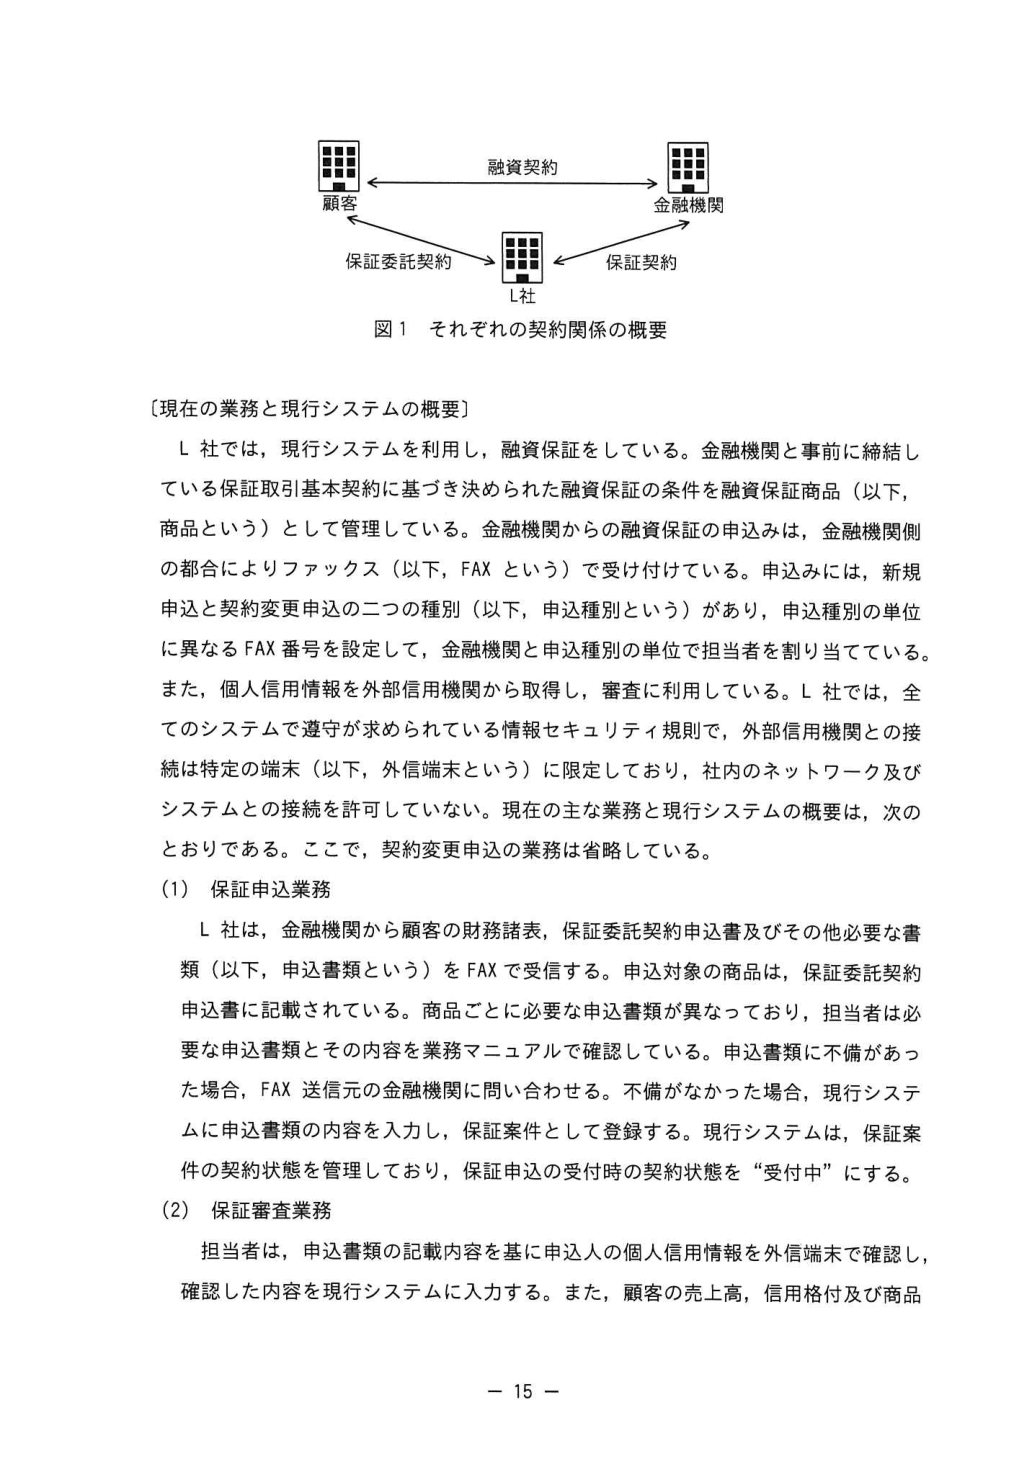 融資契約
顧客
金融機関
保証委託契約
保証契約
L社
図1 それぞれの契約関係の概要
〔現在の業務と現行システムの概要〕
L 社では，現行システムを利用し，融資保証をしている。金融機関と事前に締結し
ている保証取引基本契約に基づき決められた融資保証の条件を融資保証商品（以下，
商品という）として管理している。金融機関からの融資保証の申込みは，金融機関側
の都合によりファックス（以下，FAX という）で受け付けている。申込みには，新規
申込と契約変更申込の二つの種別（以下，申込種別という）があり，申込種別の単位
に異なる FAX 番号を設定して，金融機関と申込種別の単位で担当者を割り当てている。
また，個人信用情報を外部信用機関から取得し，審査に利用している。L 社では，全
てのシステムで遵守が求められている情報セキュリティ規則で，外部信用機関との接
続は特定の端末（以下，外信端末という）に限定しており，社内のネットワーク及び
システムとの接続を許可していない。現在の主な業務と現行システムの概要は，次の
とおりである。ここで，契約変更申込の業務は省略している。
(1) 保証申込業務
L 社は，金融機関から顧客の財務諸表，保証委託契約申込書及びその他必要な書
類（以下，申込書類という）を FAX で受信する。申込対象の商品は，保証委託契約
申込書に記載されている。商品ごとに必要な申込書類が異なっており，担当者は必
要な申込書類とその内容を業務マニュアルで確認している。申込書類に不備があっ
た場合，FAX 送信元の金融機関に問い合わせる。不備がなかった場合，現行システ
ムに申込書類の内容を入力し，保証案件として登録する。現行システムは，保証案
件の契約状態を管理しており，保証申込の受付時の契約状態を“受付中”にする。
(2) 保証審査業務
担当者は，申込書類の記載内容を基に申込人の個人信用情報を外信端末で確認し，
確認した内容を現行システムに入力する。また，顧客の売上高，信用格付及び商品
－ 15 －